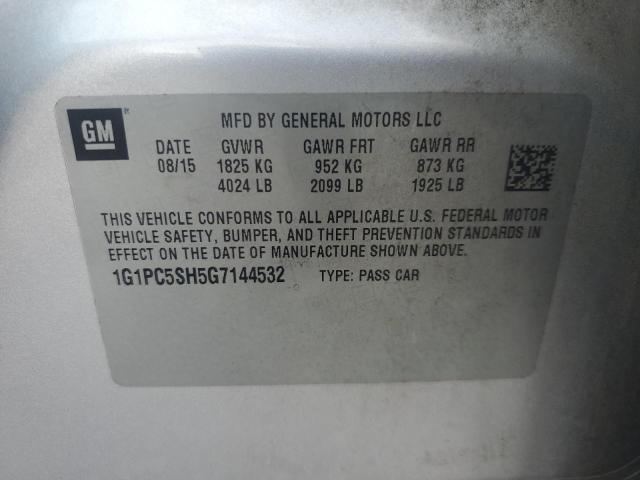 GM
MFD BY GENERAL MOTORS LLC
DATE GVWR GAWR FRT GAWR RR
08/15 1825 KG 952 KG 873 KG
4024 LB 2099 LB 1925 LB
THIS VEHICLE CONFORMS TO ALL APPLICABLE U.S. FEDERAL MOTOR
VEHICLE SAFETY, BUMPER, AND THEFT PREVENTION STANDARDS IN
EFFECT ON THE DATE OF MANUFACTURE SHOWN ABOVE.
1G1PC5SH5G7144532 TYPE: PASS CAR